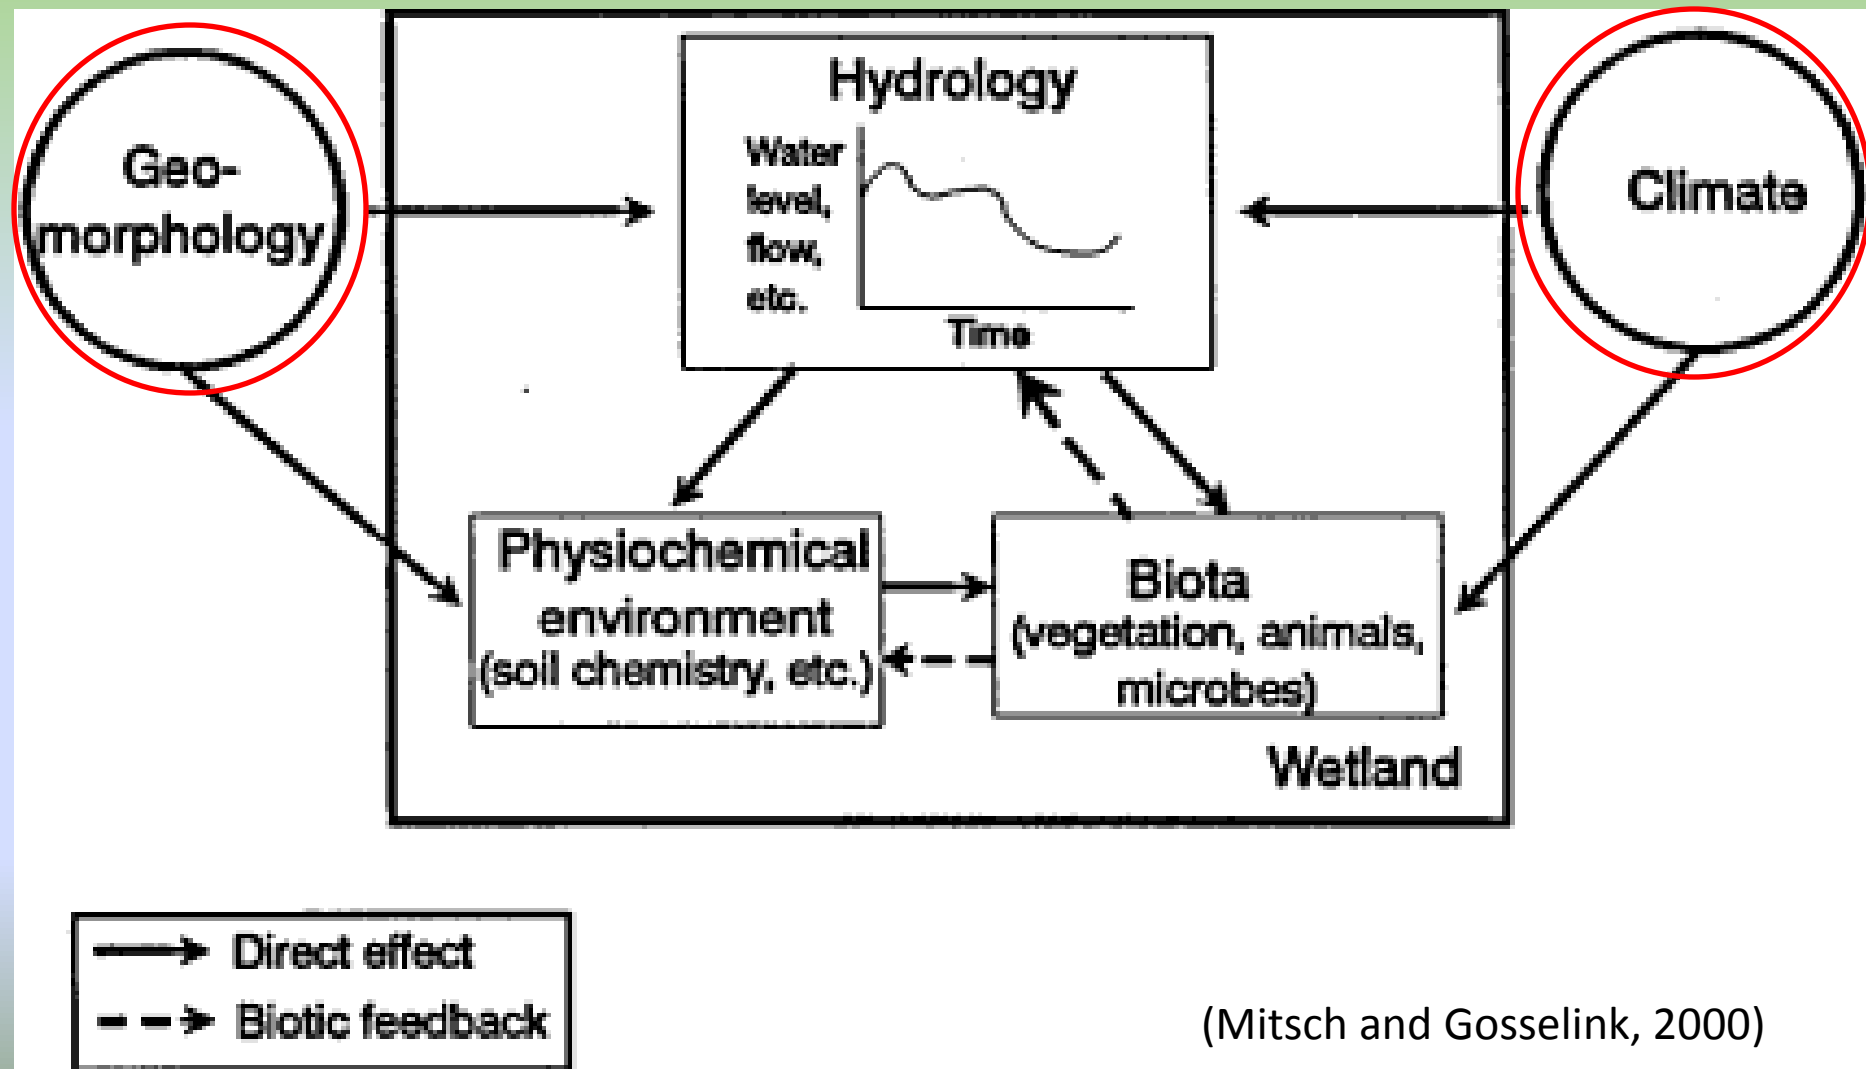 Geo-
morphology
Hydrology
Water
level,
flow,
etc.
Time
Climate
Physiochemical
environment
(soil chemistry, etc.)
Biota
(vegetation, animals,
microbes)
Wetland
Direct effect
Biotic feedback
(Mitsch and Gosselink, 2000)